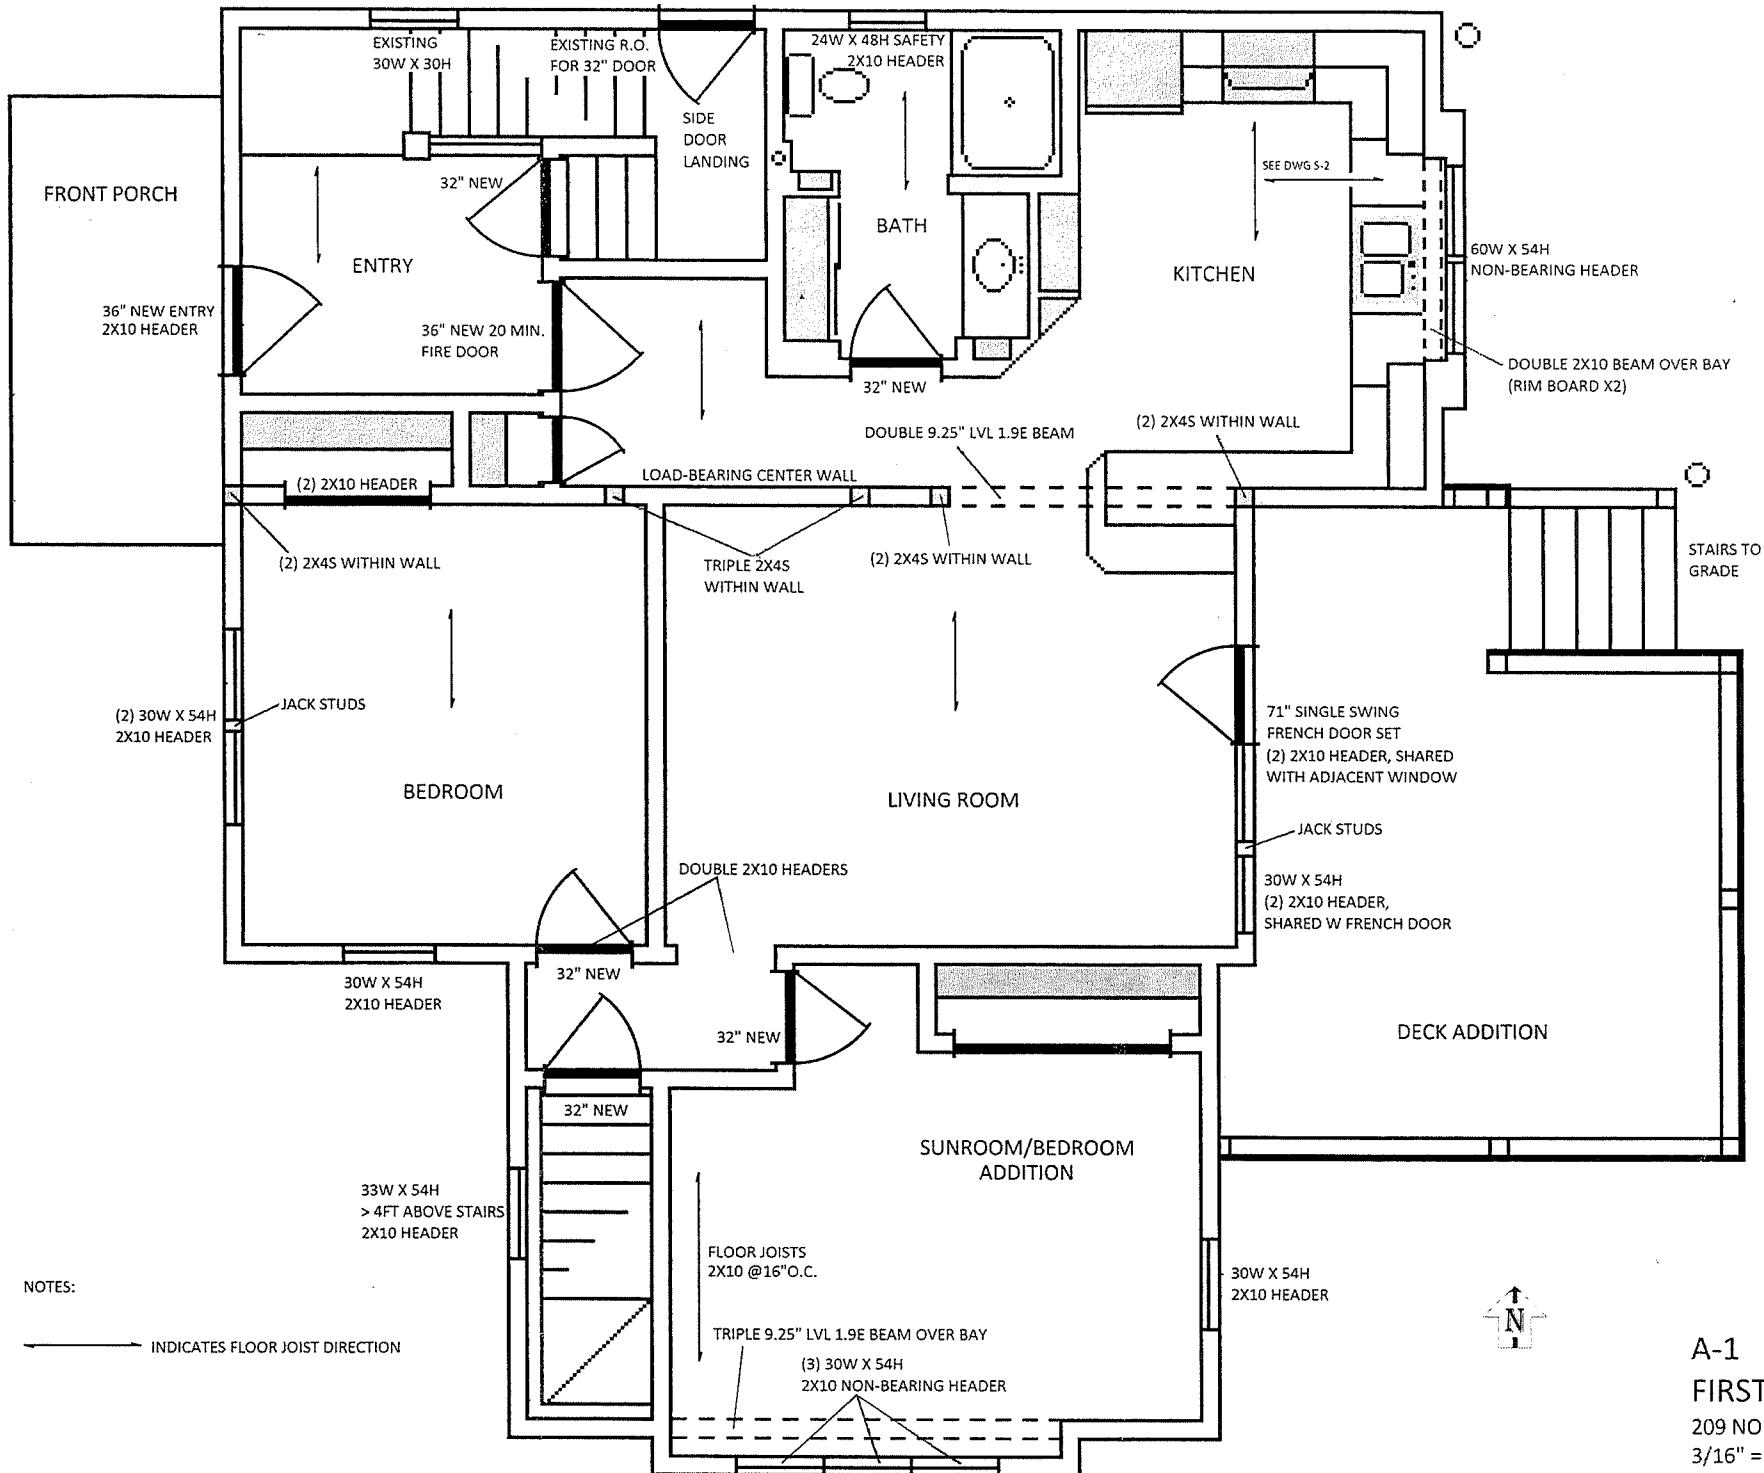 EXISTING
30W X 30H
EXISTING R.O.
FOR 32" DOOR
24W X 48H SAFETY
2X10 HEADER
SIDE
DOOR
LANDING
SEE DWG S-2
FRONT PORCH
32" NEW
BATH
ENTRY
KITCHEN
60W X 54H
NON-BEARING HEADER
36" NEW ENTRY
2X10 HEADER
36" NEW 20 MIN.
FIRE DOOR
32" NEW
DOUBLE 2X10 BEAM OVER BAY
(RIM BOARD X2)
(2) 2X4S WITHIN WALL
DOUBLE 9.25" LVL 1.9E BEAM
LOAD-BEARING CENTER WALL
(2) 2X10 HEADER
(2) 2X4S WITHIN WALL
TRIPLE 2X4S
WITHIN WALL
(2) 2X4S WITHIN WALL
STAIRS TO
GRADE
(2) 30W X 54H
2X10 HEADER
JACK STUDS
71" SINGLE SWING
FRENCH DOOR SET
(2) 2X10 HEADER, SHARED
WITH ADJACENT WINDOW
BEDROOM
LIVING ROOM
JACK STUDS
DOUBLE 2X10 HEADERS
30W X 54H
(2) 2X10 HEADER,
SHARED W FRENCH DOOR
30W X 54H
2X10 HEADER
32" NEW
32" NEW
DECK ADDITION
32" NEW
SUNROOM/BEDROOM
ADDITION
33W X 54H
> 4FT ABOVE STAIRS
2X10 HEADER
FLOOR JOISTS
2X10 @16"O.C.
30W X 54H
2X10 HEADER
NOTES:
INDICATES FLOOR JOIST DIRECTION
TRIPLE 9.25" LVL 1.9E BEAM OVER BAY
(3) 30W X 54H
2X10 NON-BEARING HEADER
N
A-1
FIRST
209 NO
3/16" =